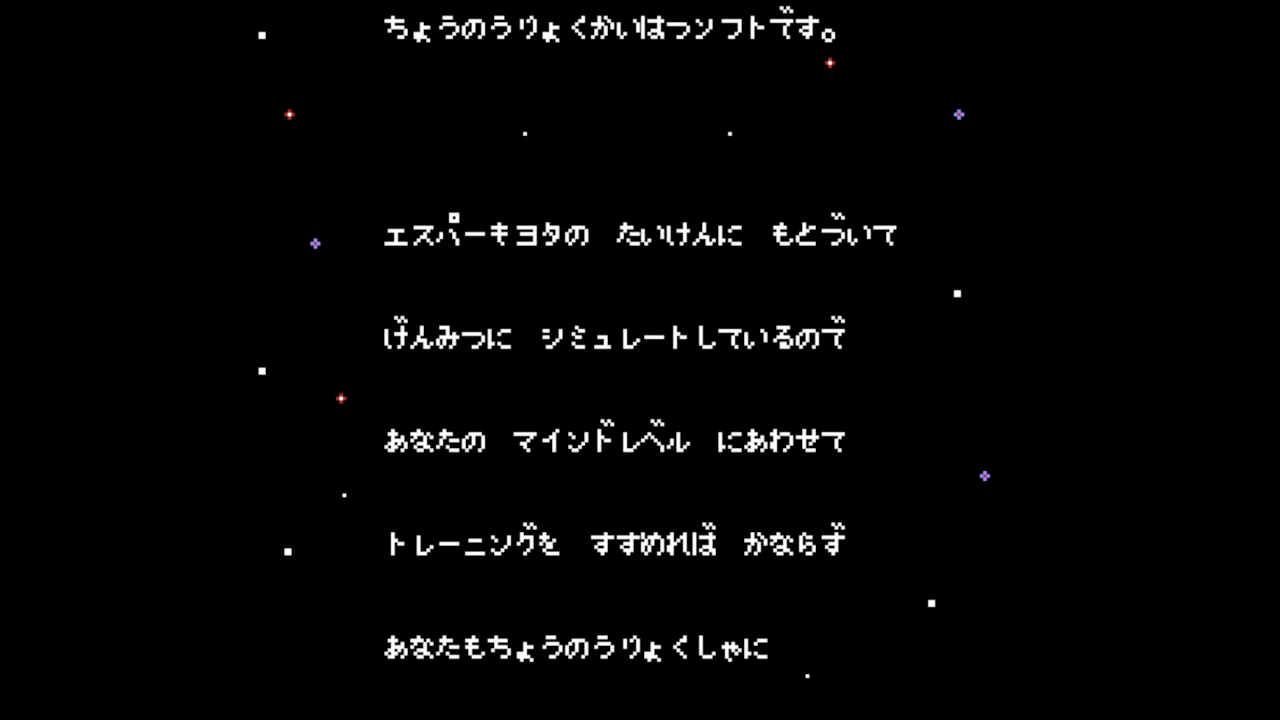 ちょうのうりょくかいはつソフトです。
エスパーキヨタの たいけんに もとづいて
げんみつに シミュレートしているので
あなたの マインドレベル にあわせて
トレーニングを すすめれば かならず
あなたもちょうのうりょくしゃに